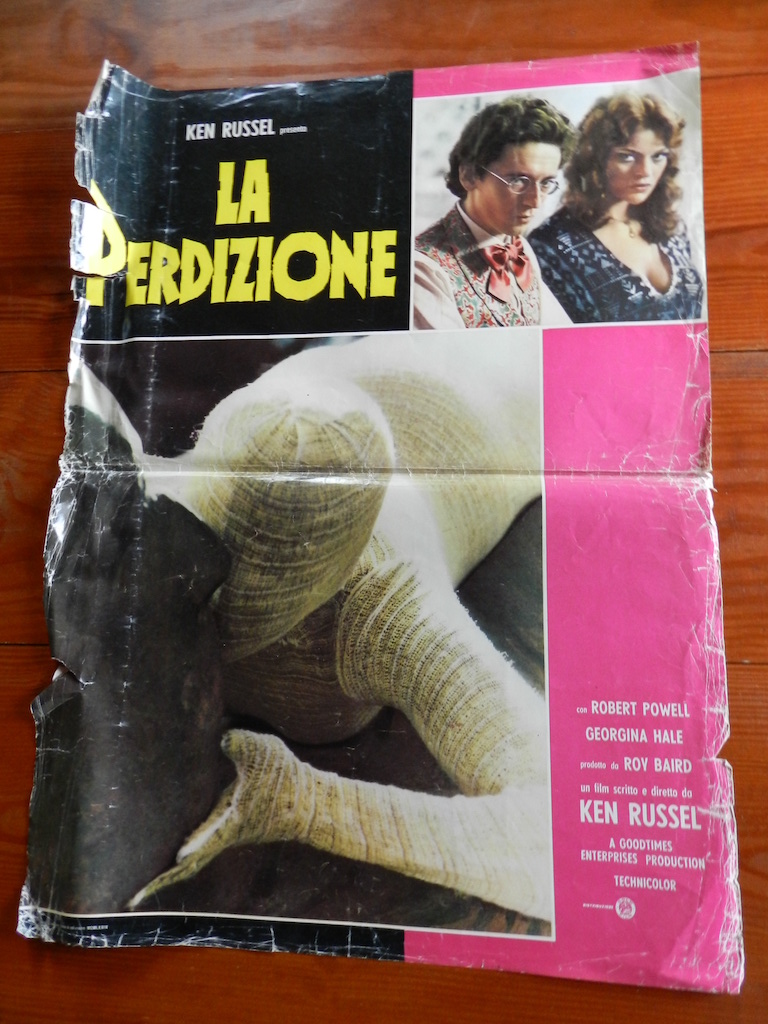 KEN RUSSEL presenta
LA
PERDIZIONE
con ROBERT POWELL
GEORGINA HALE
prodotto da ROY BAIRD
un film scritto e diretto da
KEN RUSSEL
A GOODTIMES
ENTERPRISES PRODUCTION
TECHNICOLOR